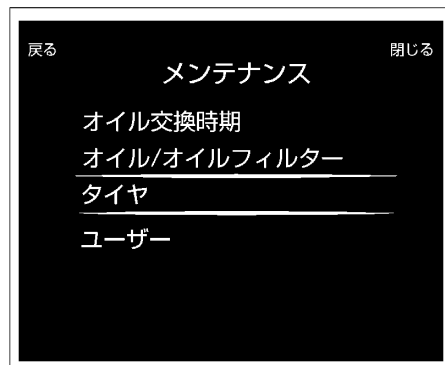 戻る
閉じる
メンテナンス
オイル交換時期
オイル/オイルフィルター
タイヤ
ユーザー